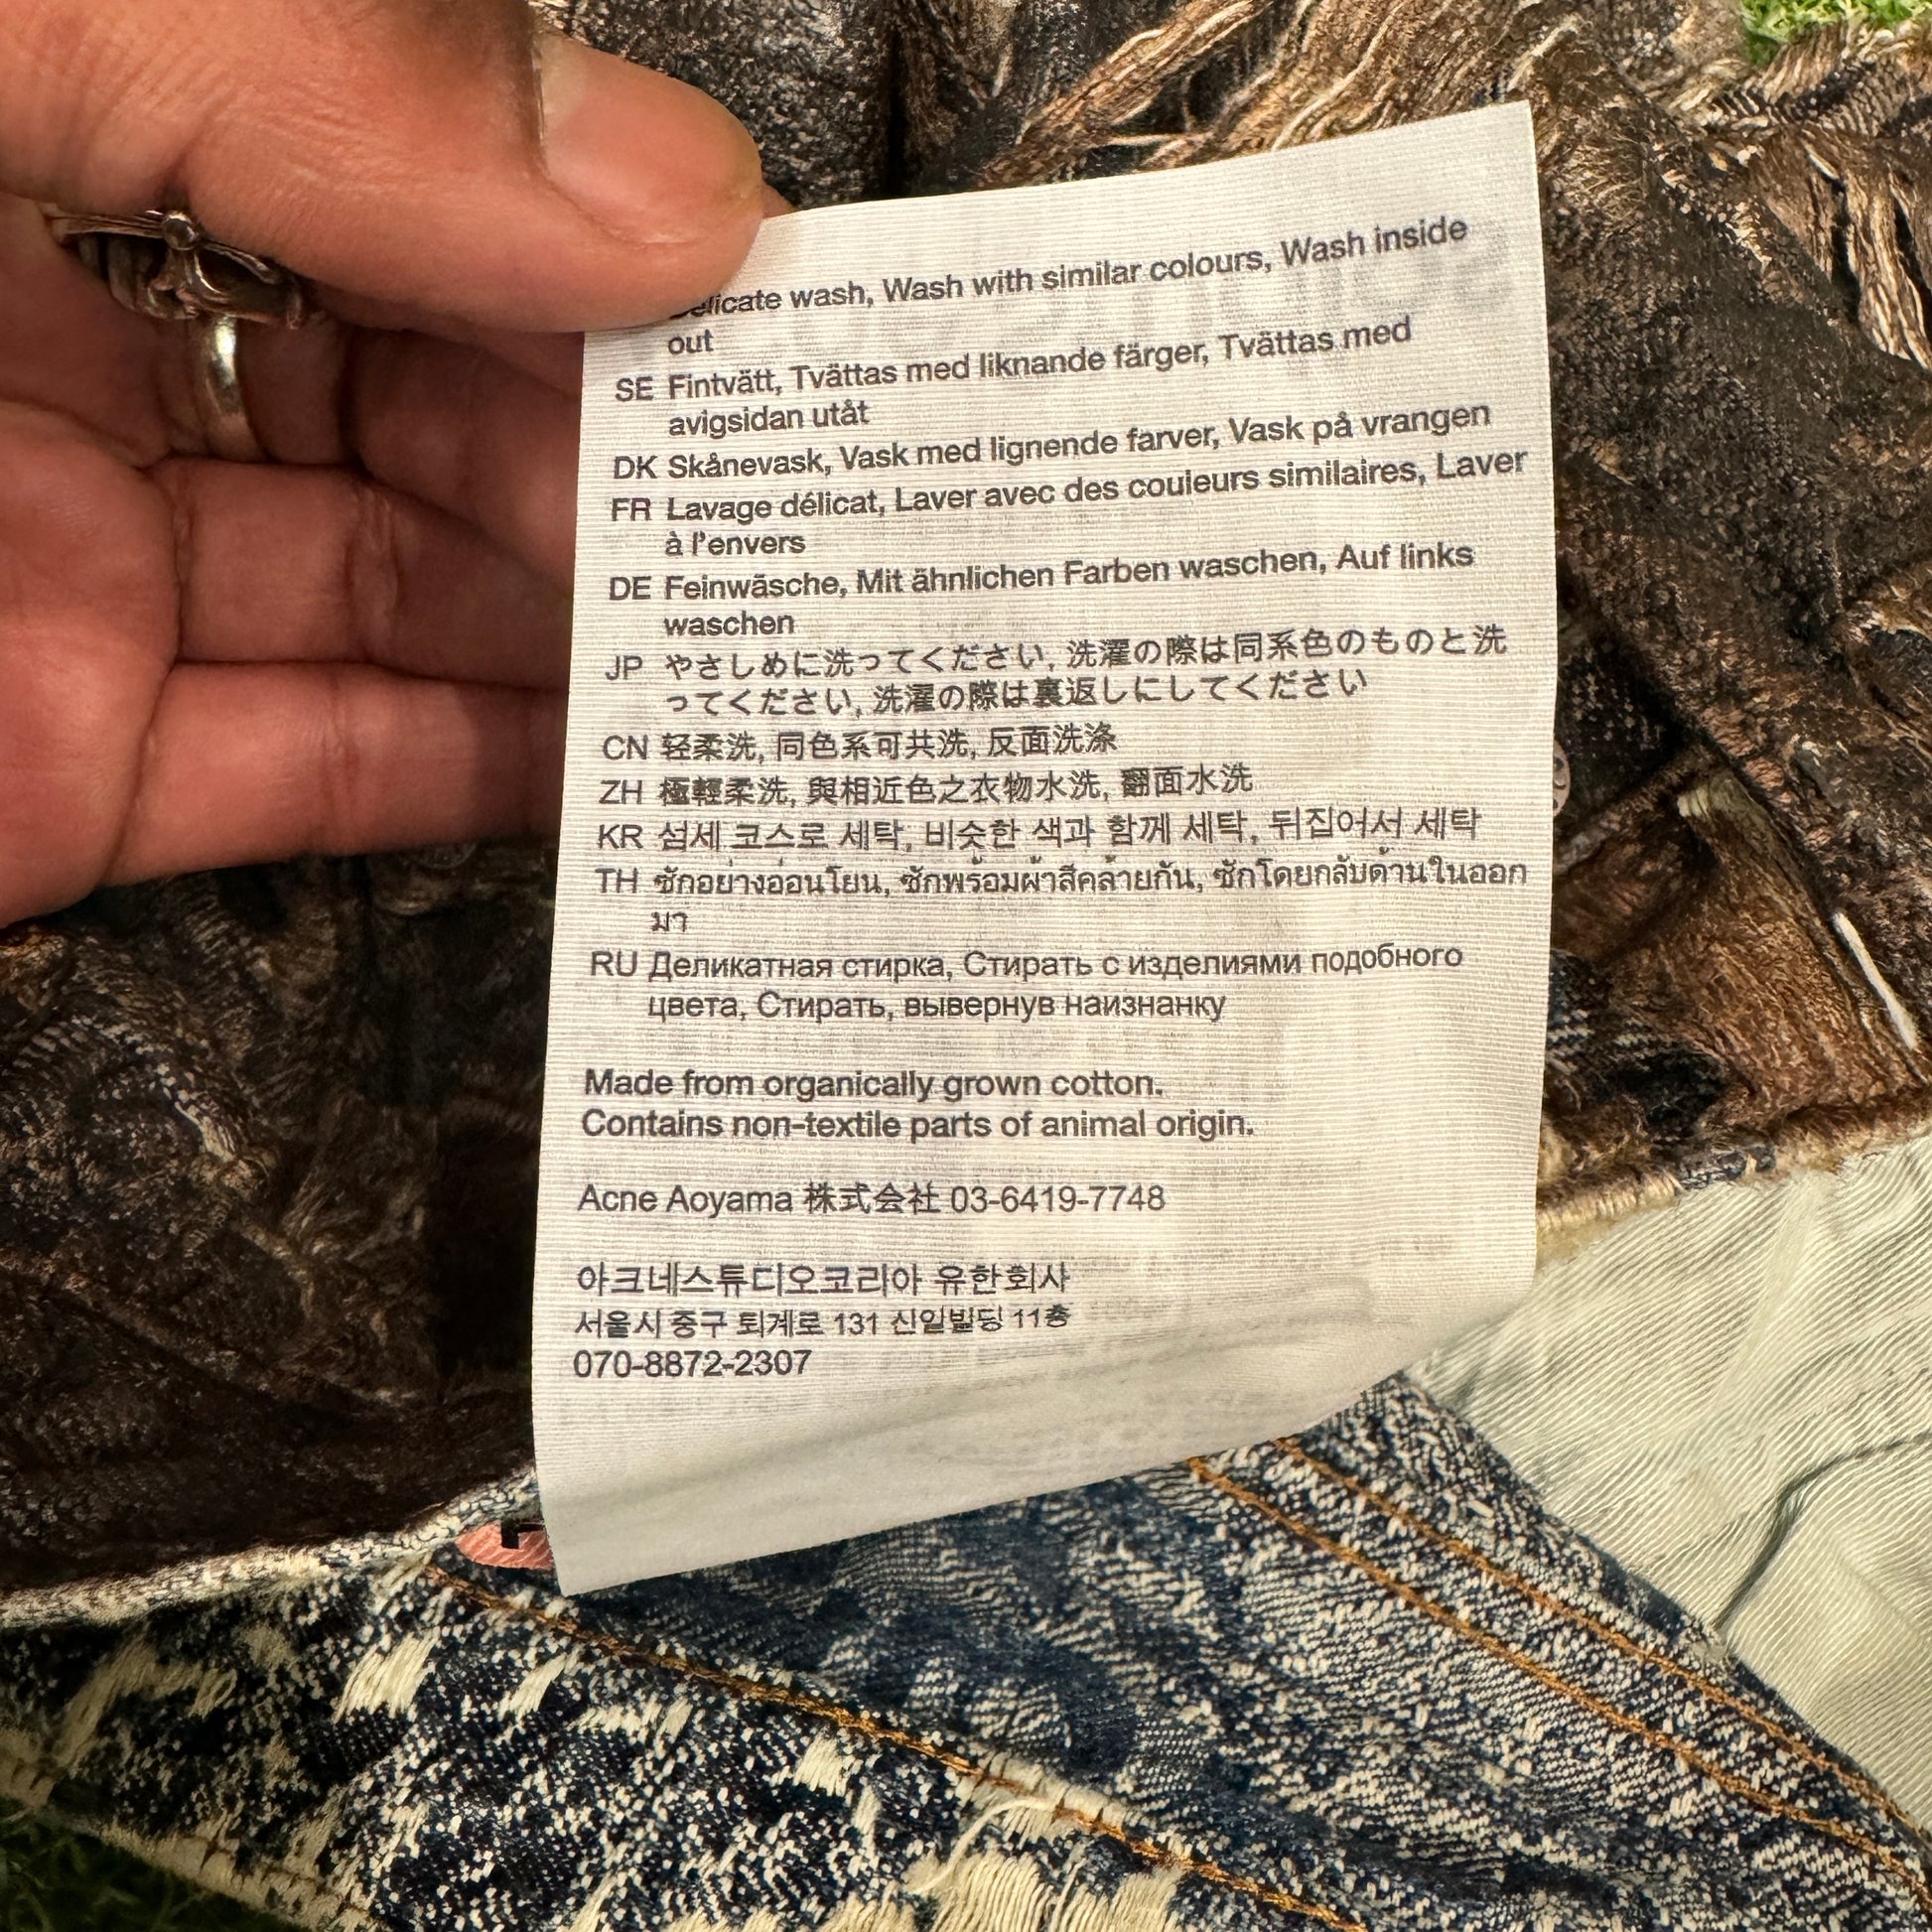 Delicate wash, Wash with similar colours, Wash inside
out
SE Fintvätt, Tvättas med liknande färger, Tvättas med
avigsidan utåt
DK Skånevask, Vask med lignende farver, Vask på vrangen
FR Lavage délicat, Laver avec des couleurs similaires, Laver
à l'envers
DE Feinwäsche, Mit ähnlichen Farben waschen, Auf links
waschen
JP やさしめに洗ってください, 洗濯の際は同系色のものと洗
ってください, 洗濯の際は裏返しにしてください
CN 轻柔洗, 同色系可共洗, 反面洗涤
ZH 極輕柔洗, 與相近色之衣物水洗, 翻面水洗
KR 섬세 코스로 세탁, 비슷한 색과 함께 세탁, 뒤집어서 세탁
TH ซักอย่างอ่อนโยน, ซักพร้อมผ้าสีคล้ายกัน, ซักโดยกลับด้านในออก
มา
RU Деликатная стирка, Стирать с изделиями подобного
цвета, Стирать, вывернув наизнанку
Made from organically grown cotton.
Contains non-textile parts of animal origin.
Acne Aoyama 株式会社 03-6419-7748
아크네스튜디오코리아 유한회사
서울시 중구 퇴계로 131 신일빌딩 11층
070-8872-2307